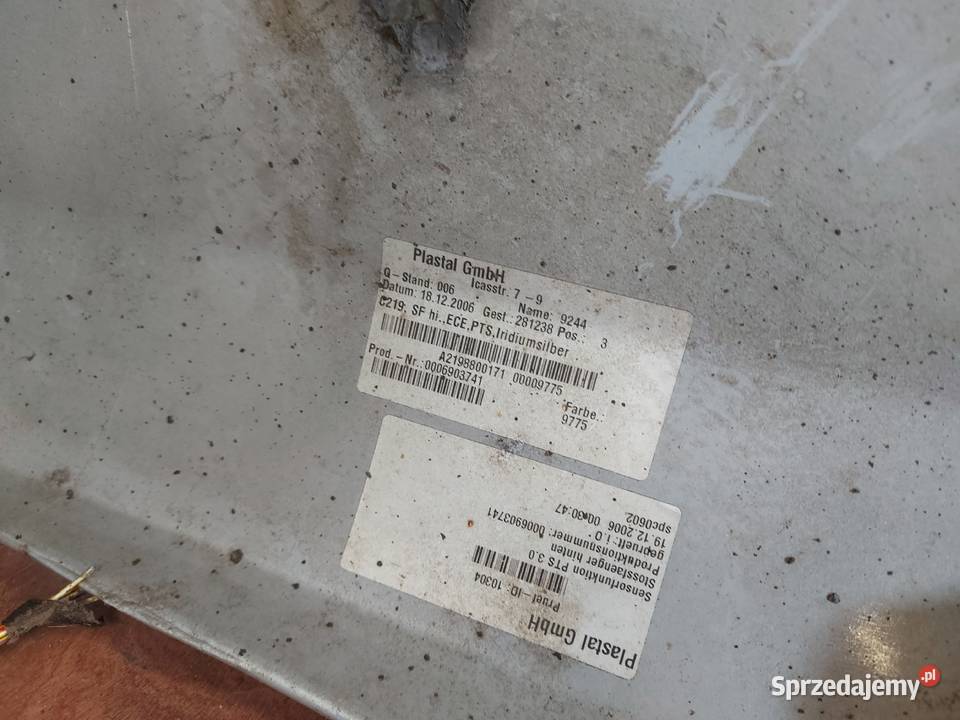 Plastal GmbH
Icasstr. 7-9
Q-Stand: 006 Name: 9244
Datum: 18.12.2006 Gest.: 281238 Pos.: 3
C219, SF hi.,ECE,PTS,Iridiumsilber
A2198800171 00009775
Prod.-Nr.:0006903741
Farbe.:
9775
Plastal GmbH
Pruef-ID: 10304
Sensorfunktion PTS 3.0
Stossfaenger hinten
Produktionsnummer: 0006903741
geprueft: i.O
19.12.2006 00:30:47
spc0602
Sprzedajemy.pl